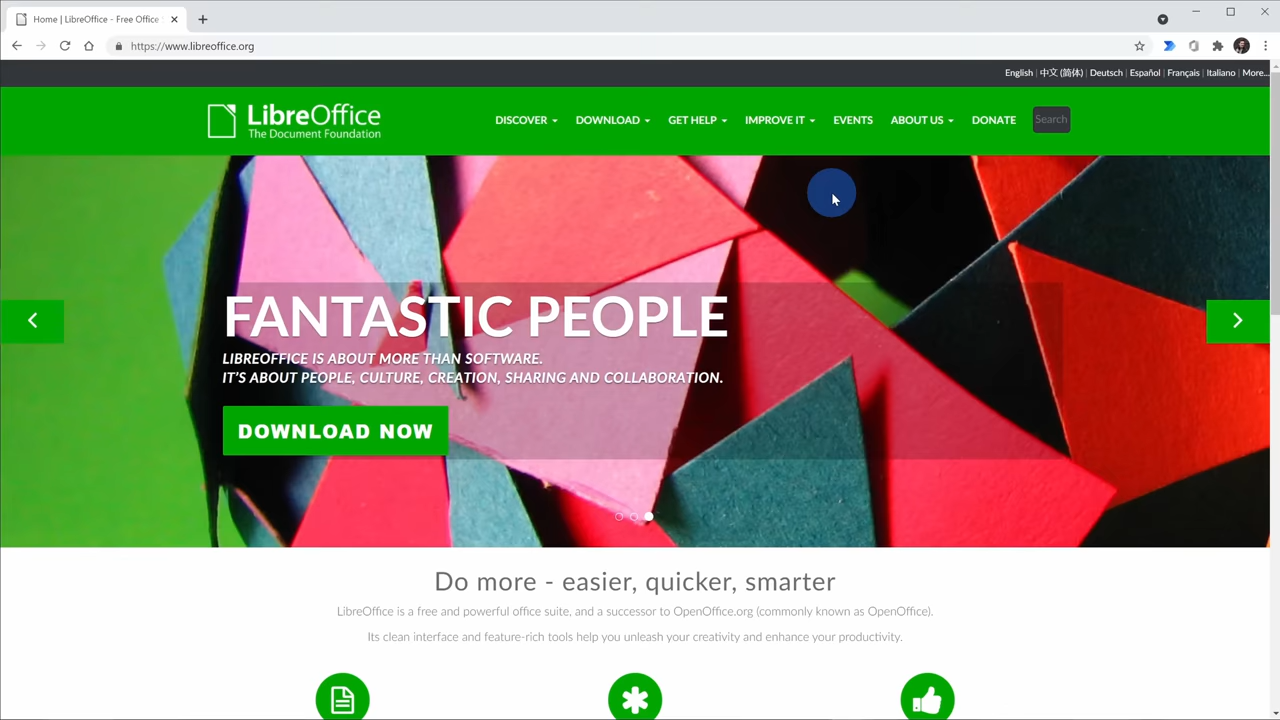 Home | LibreOffice - Free Office
https://www.libreoffice.org
English | 中文 (简体) | Deutsch | Español | Français | Italiano | More...
LibreOffice
The Document Foundation
DISCOVER DOWNLOAD GET HELP IMPROVE IT EVENTS ABOUT US DONATE Search
FANTASTIC PEOPLE
LIBREOFFICE IS ABOUT MORE THAN SOFTWARE.
IT'S ABOUT PEOPLE, CULTURE, CREATION, SHARING AND COLLABORATION.
DOWNLOAD NOW
Do more - easier, quicker, smarter
LibreOffice is a free and powerful office suite, and a successor to OpenOffice.org (commonly known as OpenOffice).
Its clean interface and feature-rich tools help you unleash your creativity and enhance your productivity.